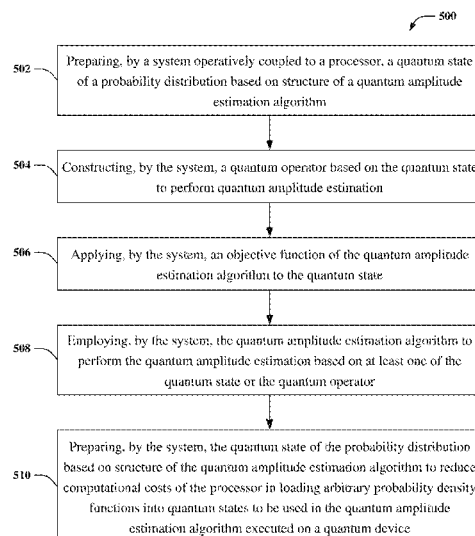 500
502
Preparing, by a system operatively coupled to a processor, a quantum state
of a probability distribution based on structure of a quantum amplitude
estimation algorithm
504
Constructing, by the system, a quantum operator based on the quantum state
to perform quantum amplitude estimation
506
Applying, by the system, an objective function of the quantum amplitude
estimation algorithm to the quantum state
508
Employing, by the system, the quantum amplitude estimation algorithm to
perform the quantum amplitude estimation based on at least one of the
quantum state or the quantum operator
510
Preparing, by the system, the quantum state of the probability distribution
based on structure of the quantum amplitude estimation algorithm to reduce
computational costs of the processor in loading arbitrary probability density
functions into quantum states to be used in the quantum amplitude
estimation algorithm executed on a quantum device